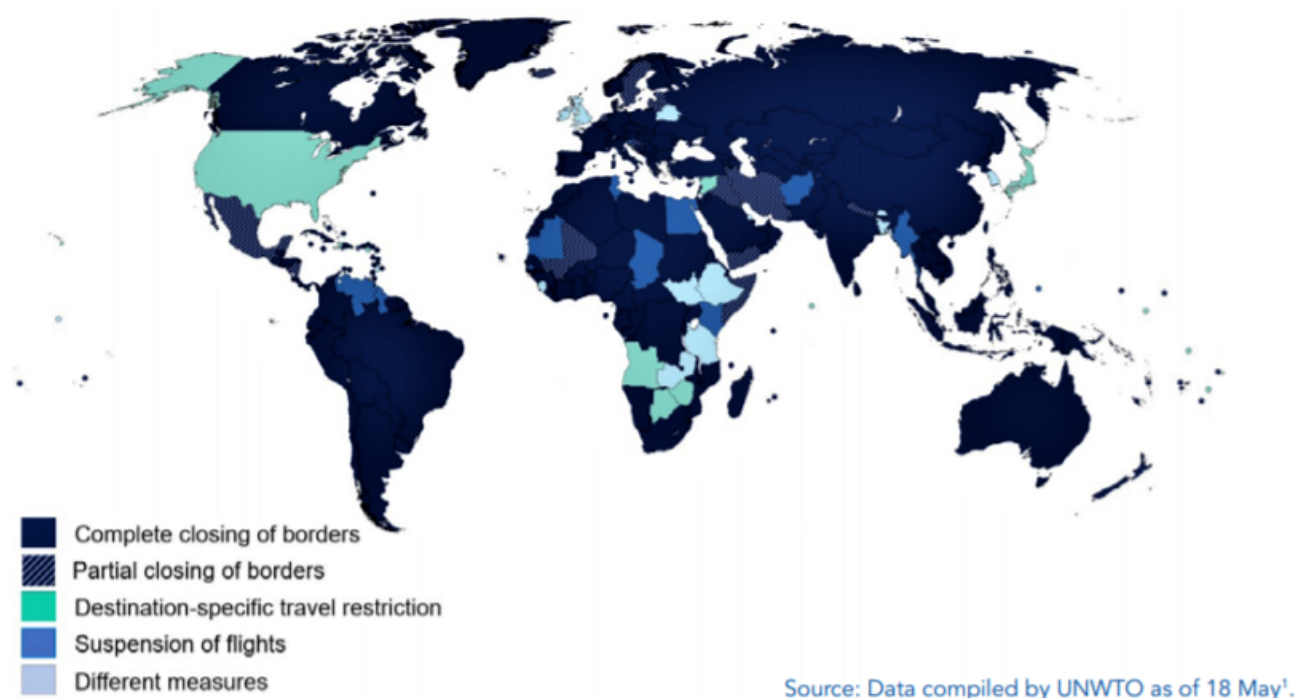 Complete closing of borders
Partial closing of borders
Destination-specific travel restriction
Suspension of flights
Different measures
Source: Data compiled by UNWTO as of 18 May¹.